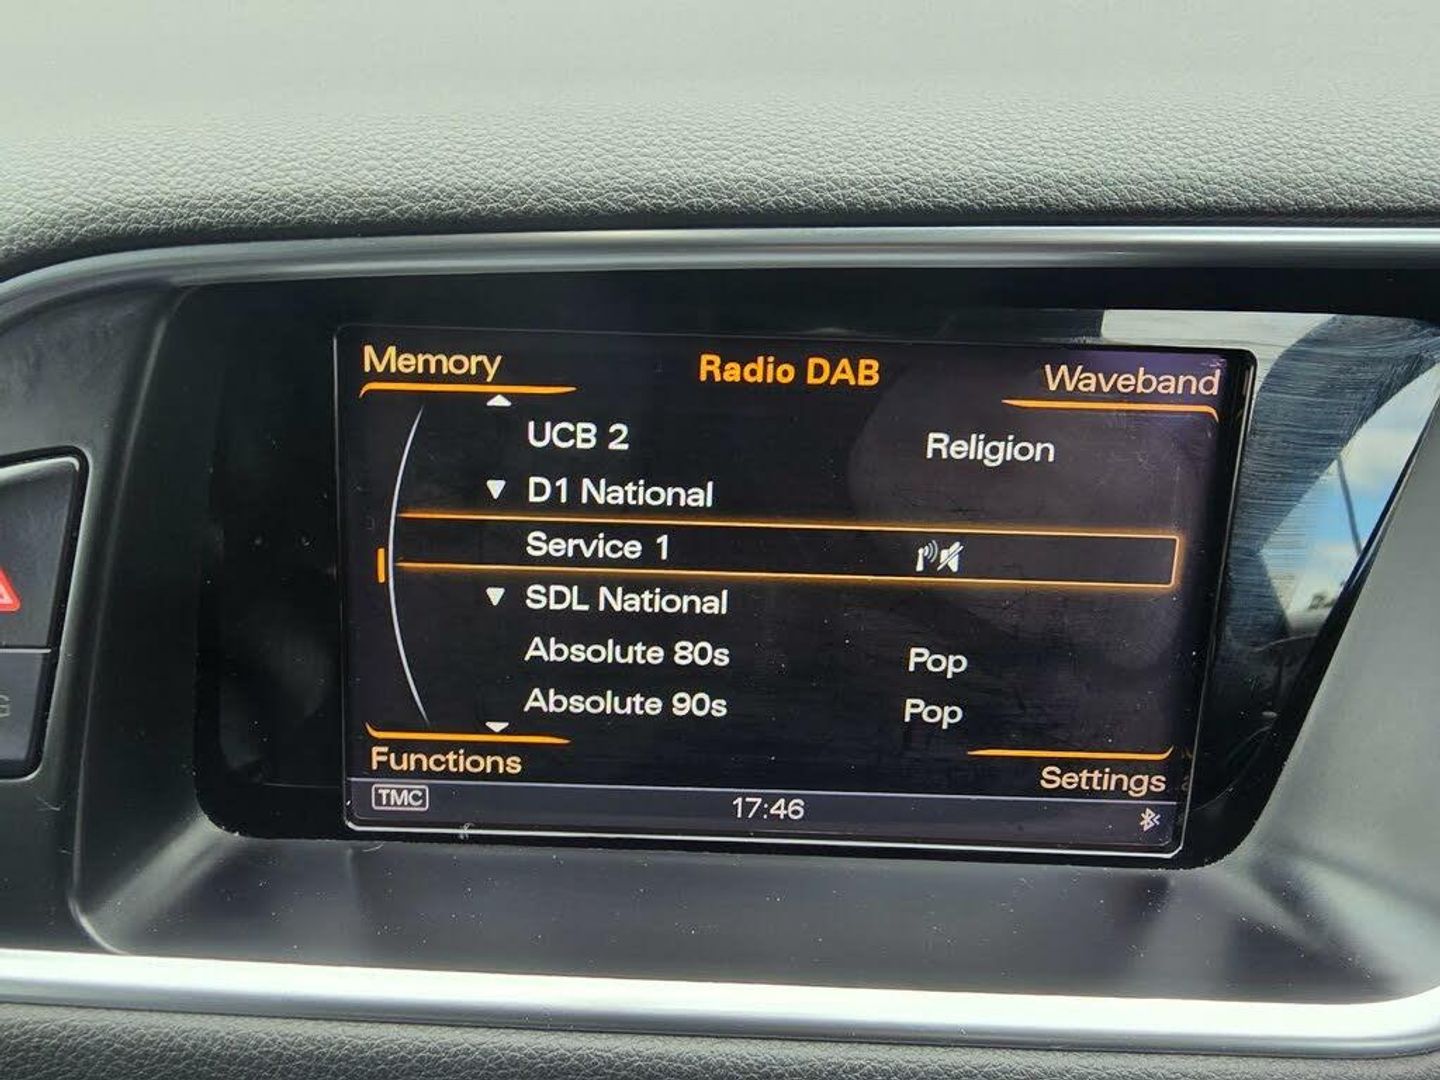 Memory
Radio DAB
Waveband
UCB 2 Religion
D1 National
Service 1
SDL National
Absolute 80s Pop
Absolute 90s Pop
Functions
Settings
TMC
17:46
G